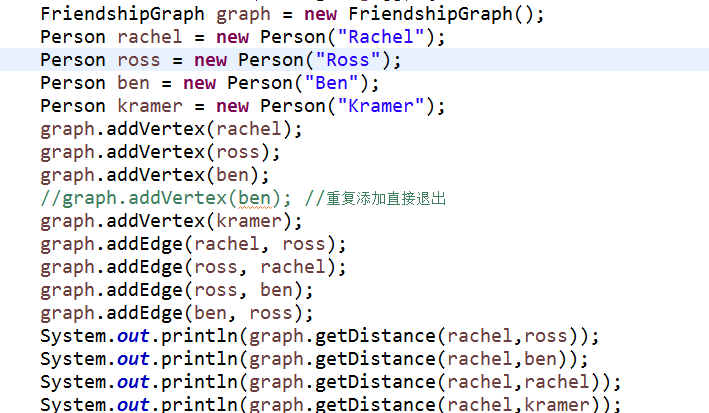 FriendshipGraph graph = new FriendshipGraph();
Person rachel = new Person("Rachel");
Person ross = new Person("Ross");
Person ben = new Person("Ben");
Person kramer = new Person("Kramer");
graph.addVertex(rachel);
graph.addVertex(ross);
graph.addVertex(ben);
//graph.addVertex(ben); //重复添加直接退出
graph.addVertex(kramer);
graph.addEdge(rachel, ross);
graph.addEdge(ross, rachel);
graph.addEdge(ross, ben);
graph.addEdge(ben, ross);
System.out.println(graph.getDistance(rachel,ross));
System.out.println(graph.getDistance(rachel,ben));
System.out.println(graph.getDistance(rachel,rachel));
System.out.println(graph.getDistance(rachel,kramer));